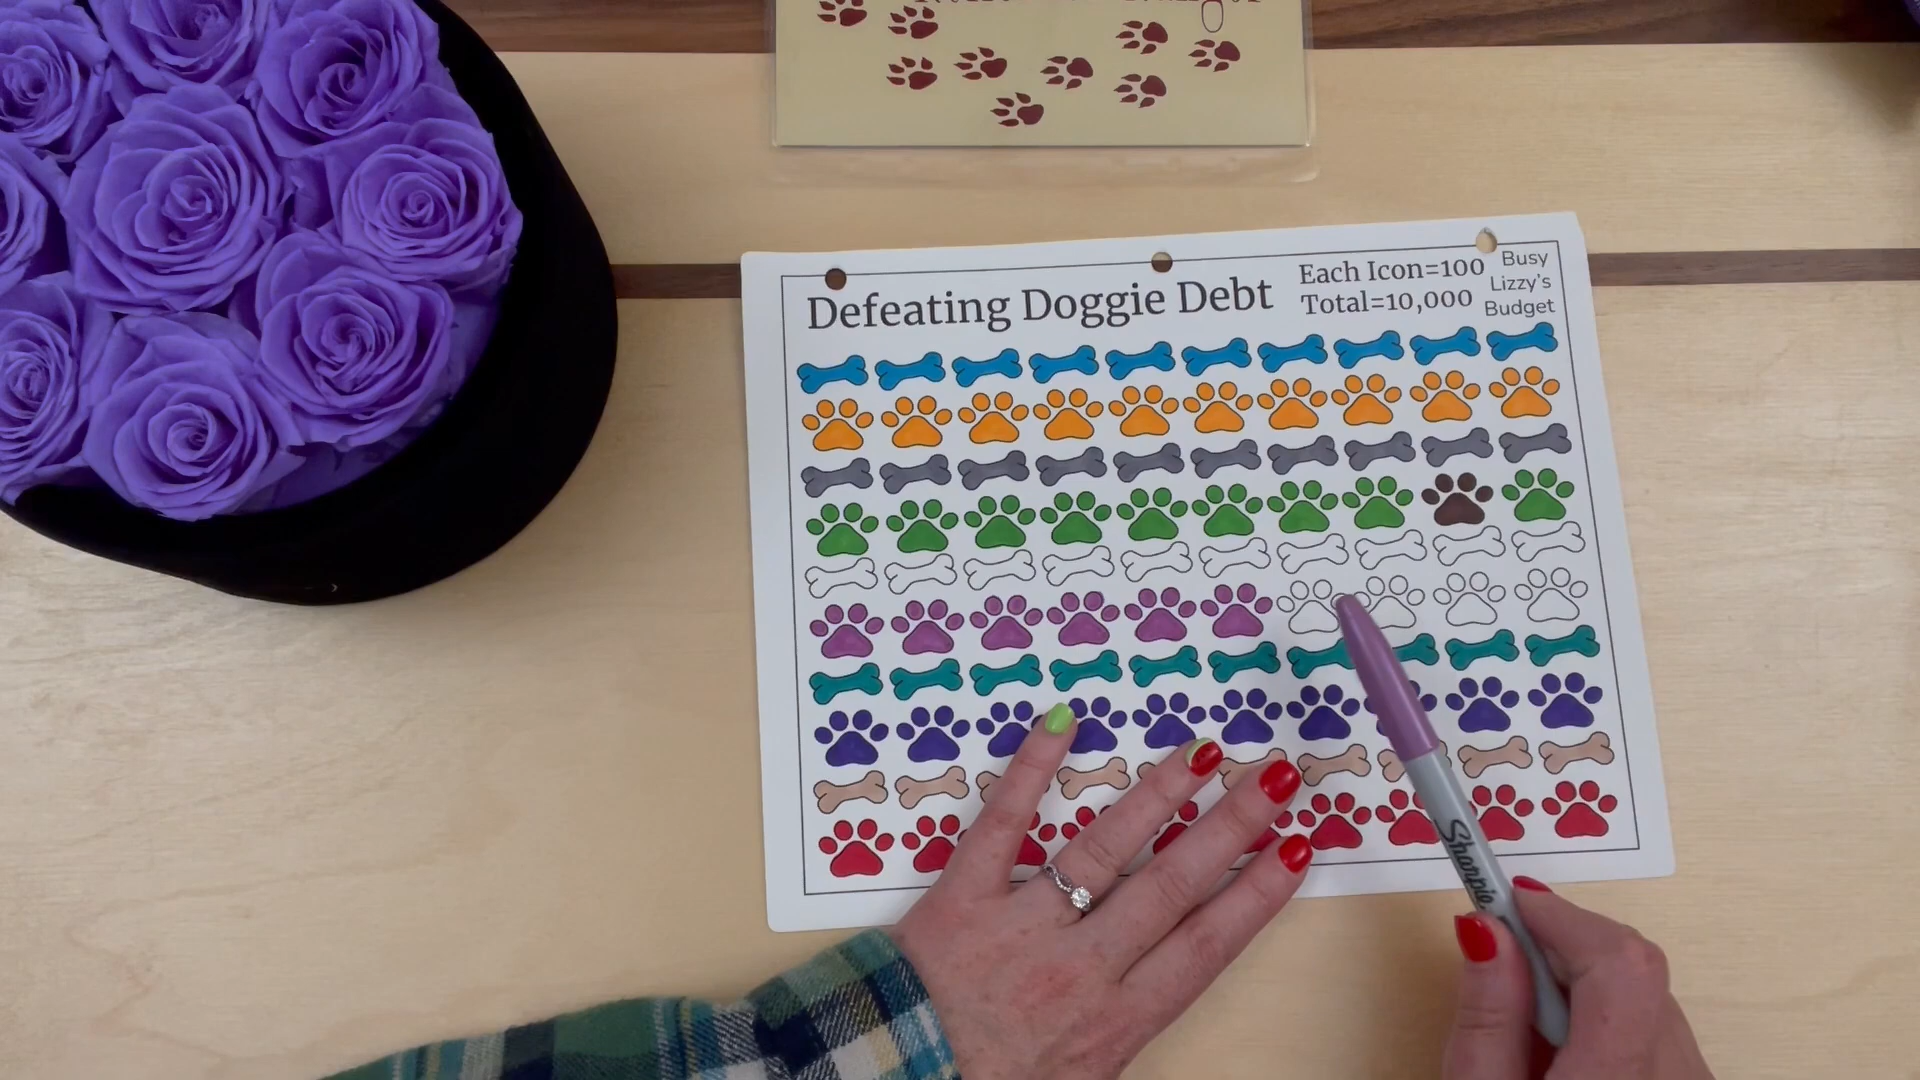 Defeating Doggie Debt
Each Icon=100
Total=10,000
Busy
Lizzy's
Budget
Sharpie